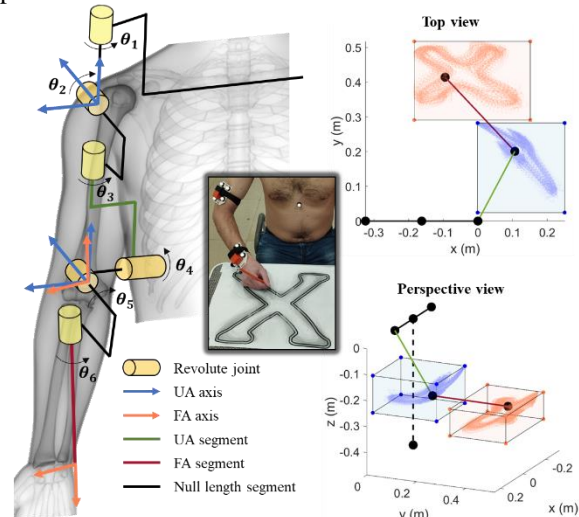 θ1
θ2
θ3
θ4
θ5
θ6
Revolute joint
UA axis
FA axis
UA segment
FA segment
Null length segment
Top view
0.5
0.4
0.3
0.2
0.1
0
y (m)
-0.3 -0.2 -0.1 0 0.1 0.2
x (m)
Perspective view
0
-0.1
-0.2
-0.3
-0.4
z (m)
0
0.2
0.4
y (m)
-0.2
0
0.2
x (m)